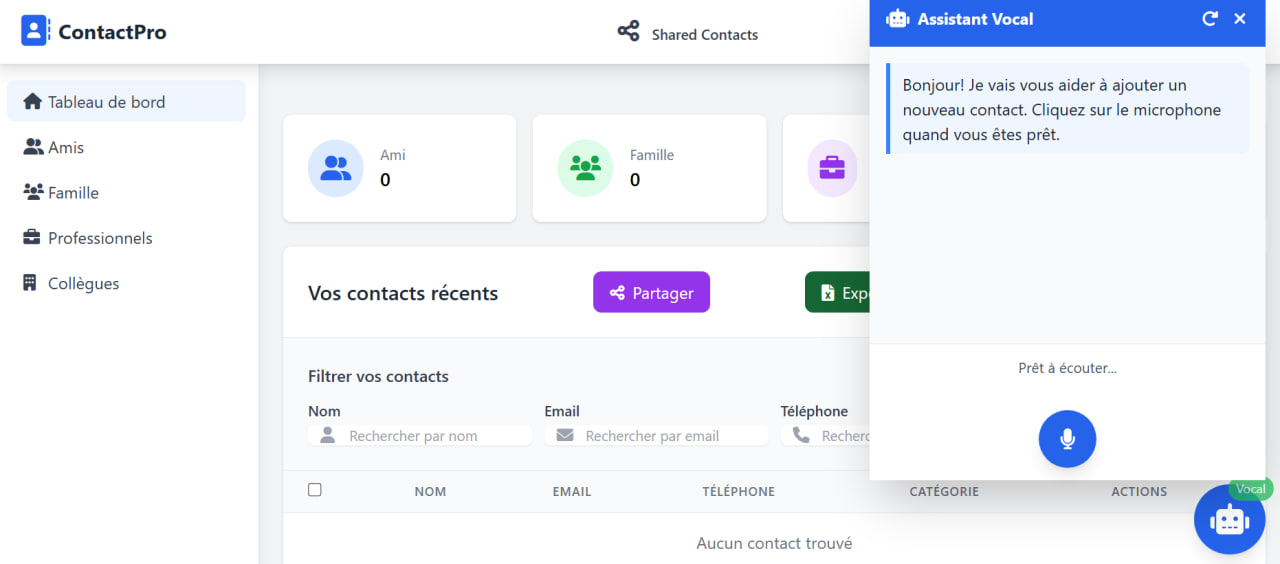 ContactPro
Shared Contacts
Tableau de bord
Amis
Famille
Professionnels
Collègues
Ami
0
Famille
0
Vos contacts récents
Partager
Expo
Filtrer vos contacts
Nom
Rechercher par nom
Email
Rechercher par email
Téléphone
Recherc
NOM
EMAIL
TÉLÉPHONE
CATÉGORIE
ACTIONS
Aucun contact trouvé
Assistant Vocal
Bonjour! Je vais vous aider à ajouter un
nouveau contact. Cliquez sur le microphone
quand vous êtes prêt.
Prêt à écouter...
Vocal